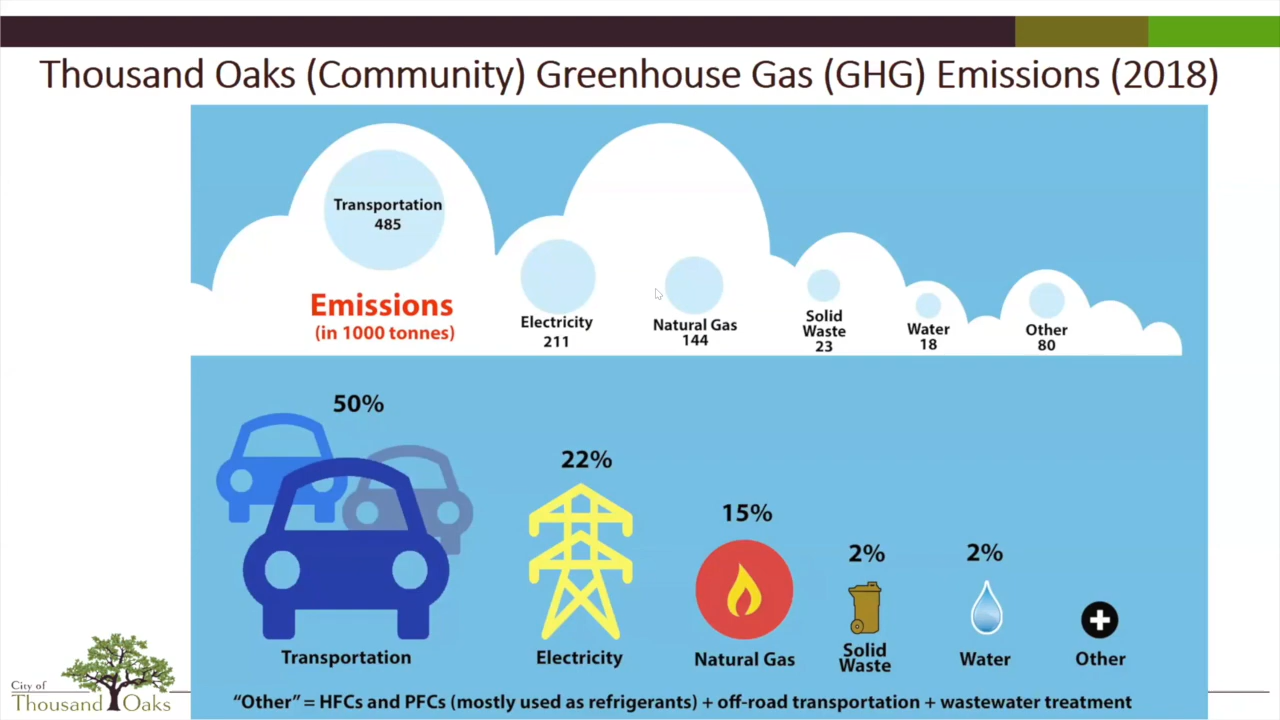 Thousand Oaks (Community) Greenhouse Gas (GHG) Emissions (2018)
Transportation
485
Emissions
(in 1000 tonnes)
Electricity
211
Natural Gas
144
Solid
Waste
23
Water
18
Other
80
50%
Transportation
22%
Electricity
15%
Natural Gas
2%
Solid
Waste
2%
Water
Other
"Other" = HFCs and PFCs (mostly used as refrigerants) + off-road transportation + wastewater treatment
City of
Thousand Oaks